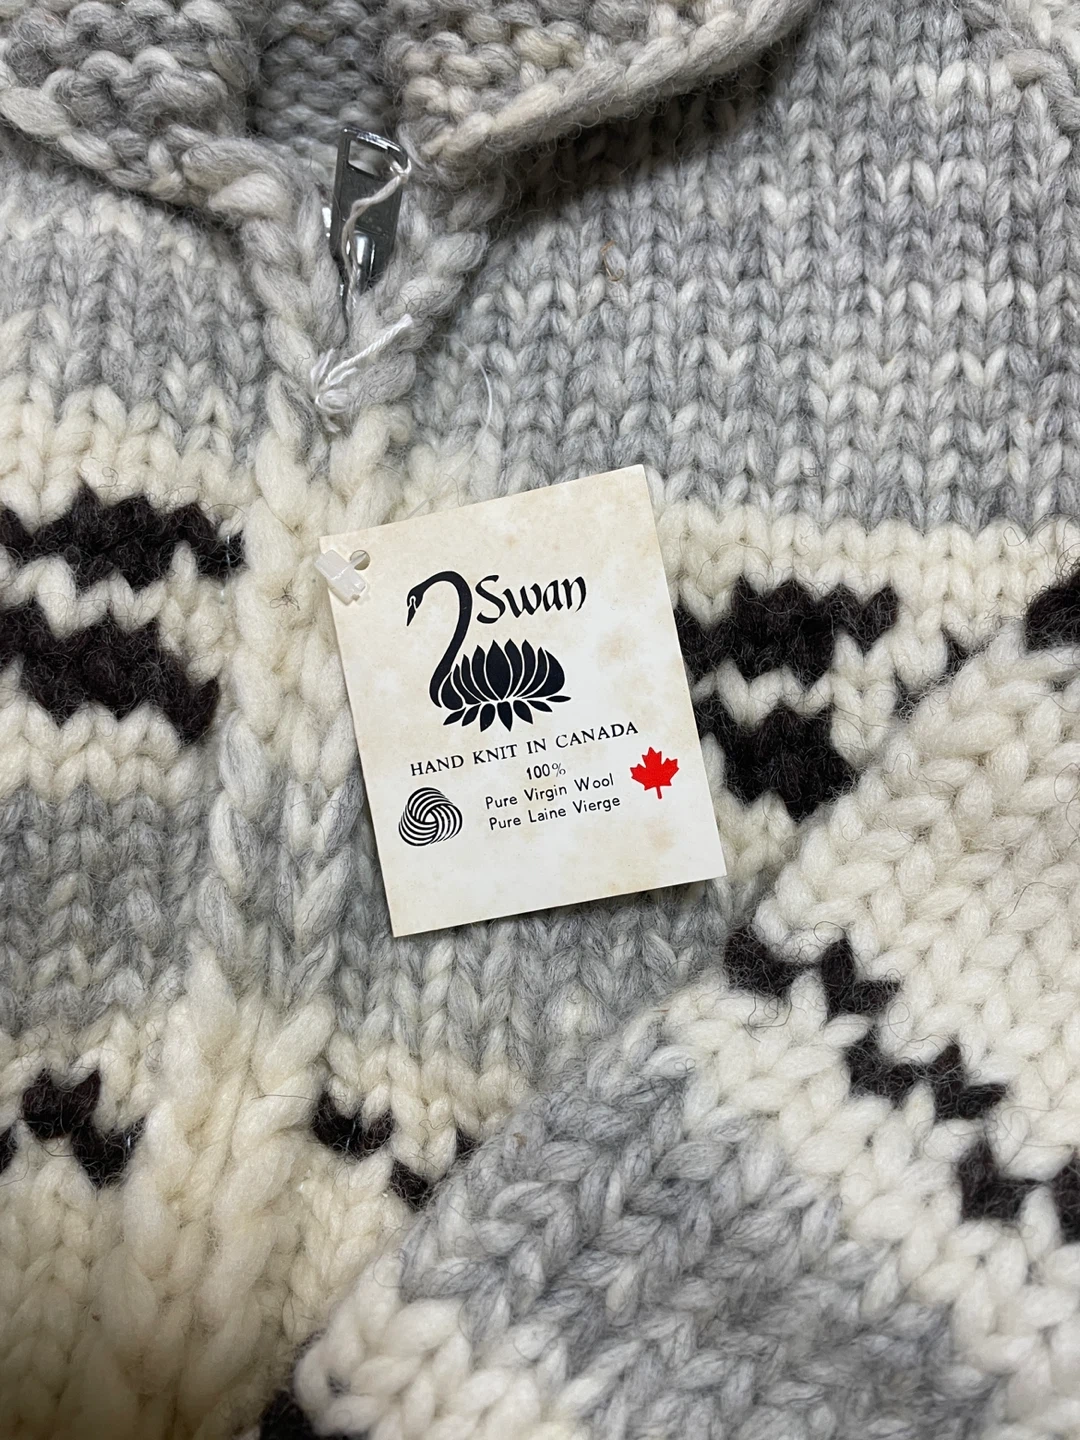 Swan
HAND KNIT IN CANADA
100%
Pure Virgin Wool
Pure Laine Vierge